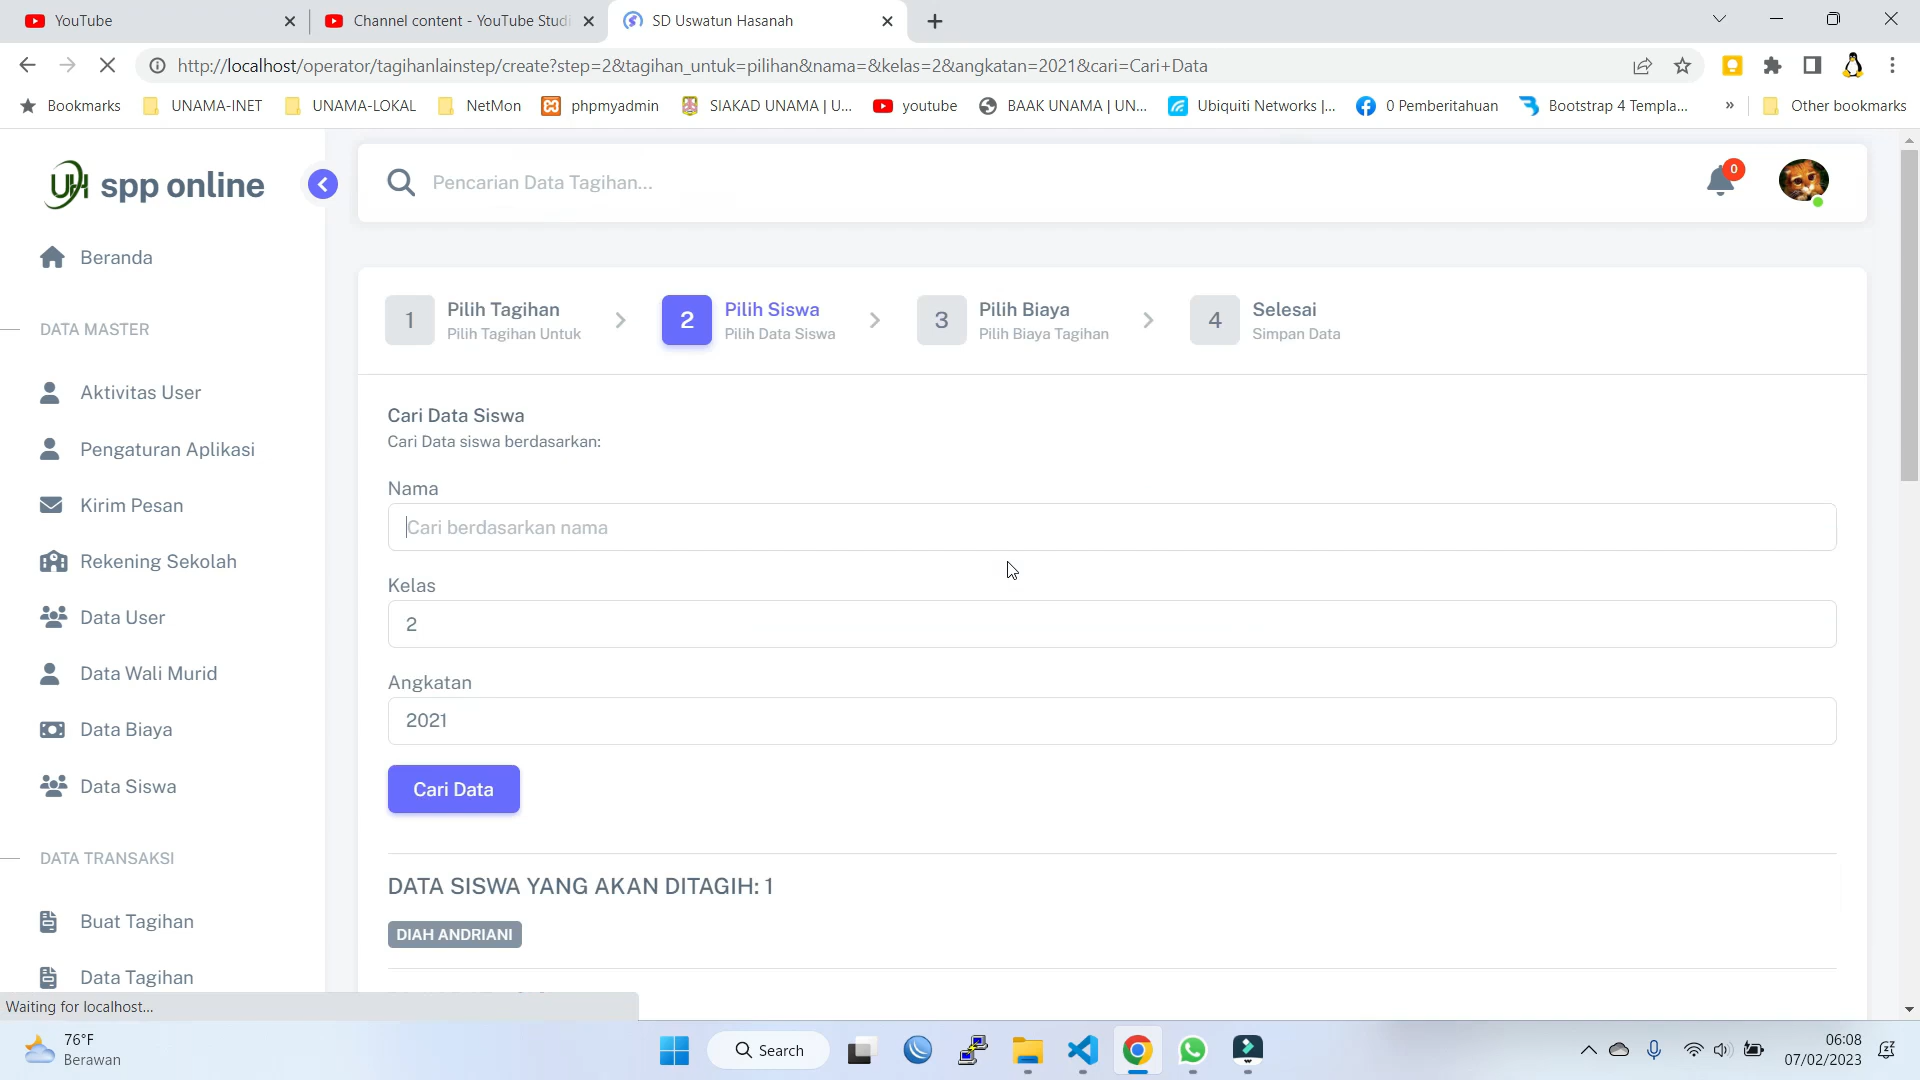 YouTube
Channel content - YouTube Studi
SD Uswatun Hasanah
http://localhost/operator/tagihanlainstep/create?step=2&tagihan_untuk=pilihan&nama=&kelas=2&angkatan=2021&cari=Cari+Data
Bookmarks UNAMA-INET UNAMA-LOKAL NetMon phpmyadmin SIAKAD UNAMA | U... youtube BAAK UNAMA | UN... Ubiquiti Networks |... 0 Pemberitahuan Bootstrap 4 Templa... » Other bookmarks
UH spp online
Pencarian Data Tagihan...
0
Beranda
DATA MASTER
Aktivitas User
Pengaturan Aplikasi
Kirim Pesan
Rekening Sekolah
Data User
Data Wali Murid
Data Biaya
Data Siswa
DATA TRANSAKSI
Buat Tagihan
Data Tagihan
1 Pilih Tagihan
Pilih Tagihan Untuk
2 Pilih Siswa
Pilih Data Siswa
3 Pilih Biaya
Pilih Biaya Tagihan
4 Selesai
Simpan Data
Cari Data Siswa
Cari Data siswa berdasarkan:
Nama
Cari berdasarkan nama
Kelas
2
Angkatan
2021
Cari Data
DATA SISWA YANG AKAN DITAGIH: 1
DIAH ANDRIANI
Waiting for localhost...
76°F
Berawan
Search
06:08
07/02/2023